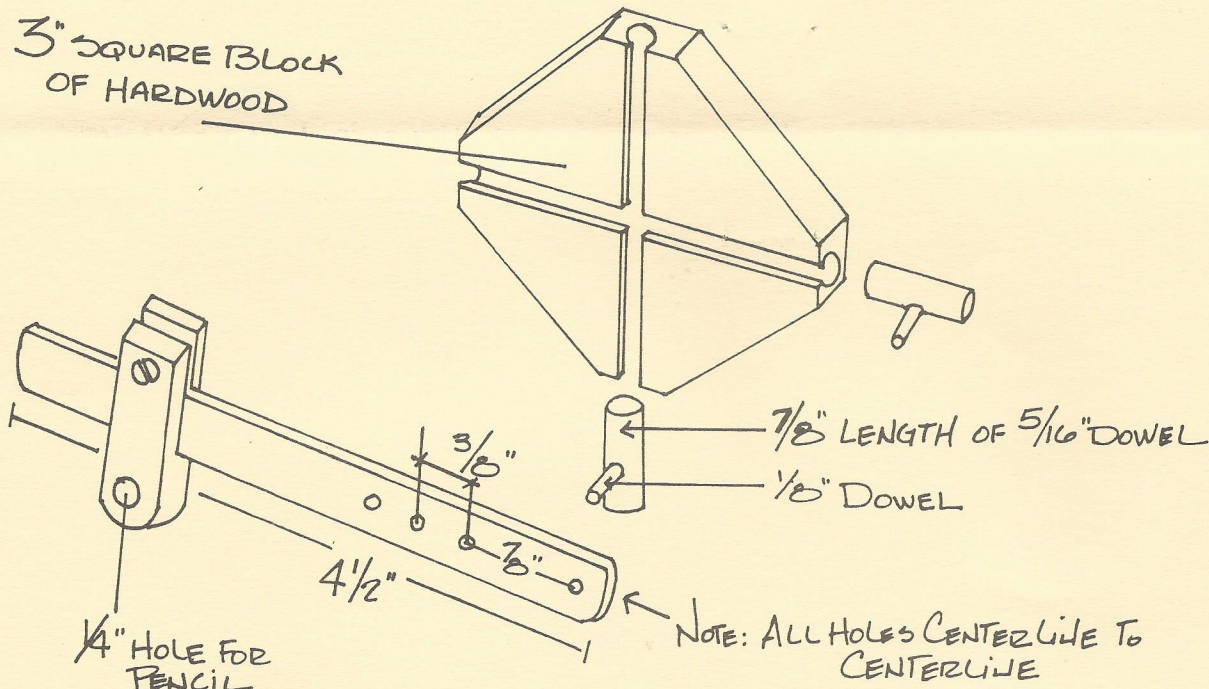 3" SQUARE BLOCK
OF HARDWOOD
7/8" LENGTH OF 5/16" DOWEL
1/8" DOWEL
3/8"
7/8"
4 1/2"
1/4" HOLE FOR
PENCIL
NOTE: ALL HOLES CENTERLINE TO
CENTERLINE